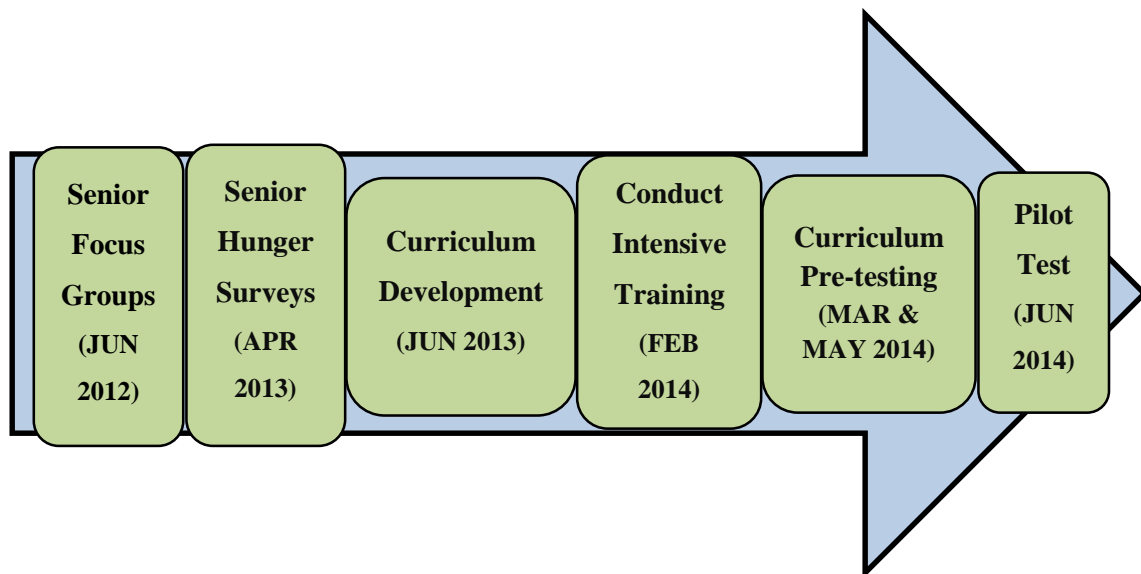 Senior
Focus
Groups
(JUN
2012)
Senior
Hunger
Surveys
(APR
2013)
Curriculum
Development
(JUN 2013)
Conduct
Intensive
Training
(FEB
2014)
Curriculum
Pre-testing
(MAR &
MAY 2014)
Pilot
Test
(JUN
2014)